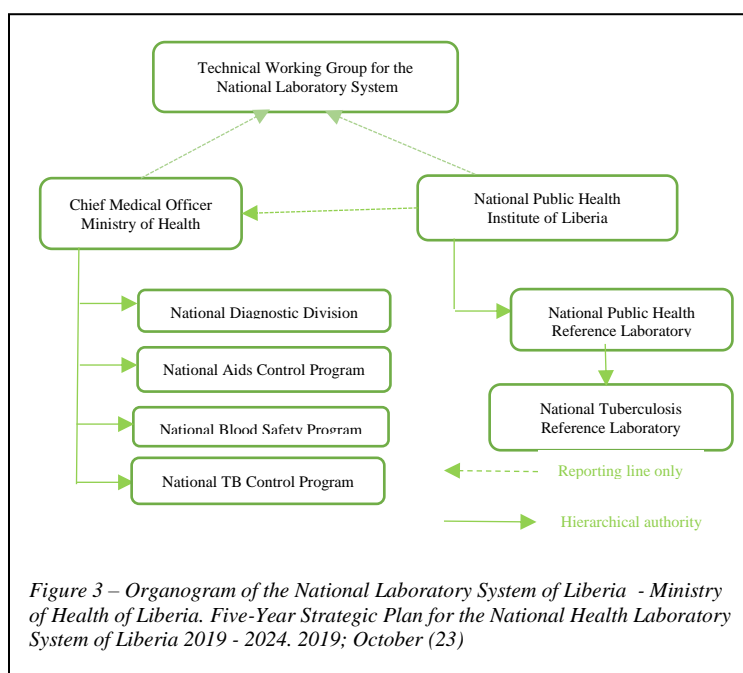 Technical Working Group for the
National Laboratory System
Chief Medical Officer
Ministry of Health
National Public Health
Institute of Liberia
National Diagnostic Division
National Public Health
Reference Laboratory
National Aids Control Program
National Tuberculosis
Reference Laboratory
National Blood Safety Program
National TB Control Program
Reporting line only
Hierarchical authority
Figure 3 – Organogram of the National Laboratory System of Liberia - Ministry
of Health of Liberia. Five-Year Strategic Plan for the National Health Laboratory
System of Liberia 2019 - 2024. 2019; October (23)